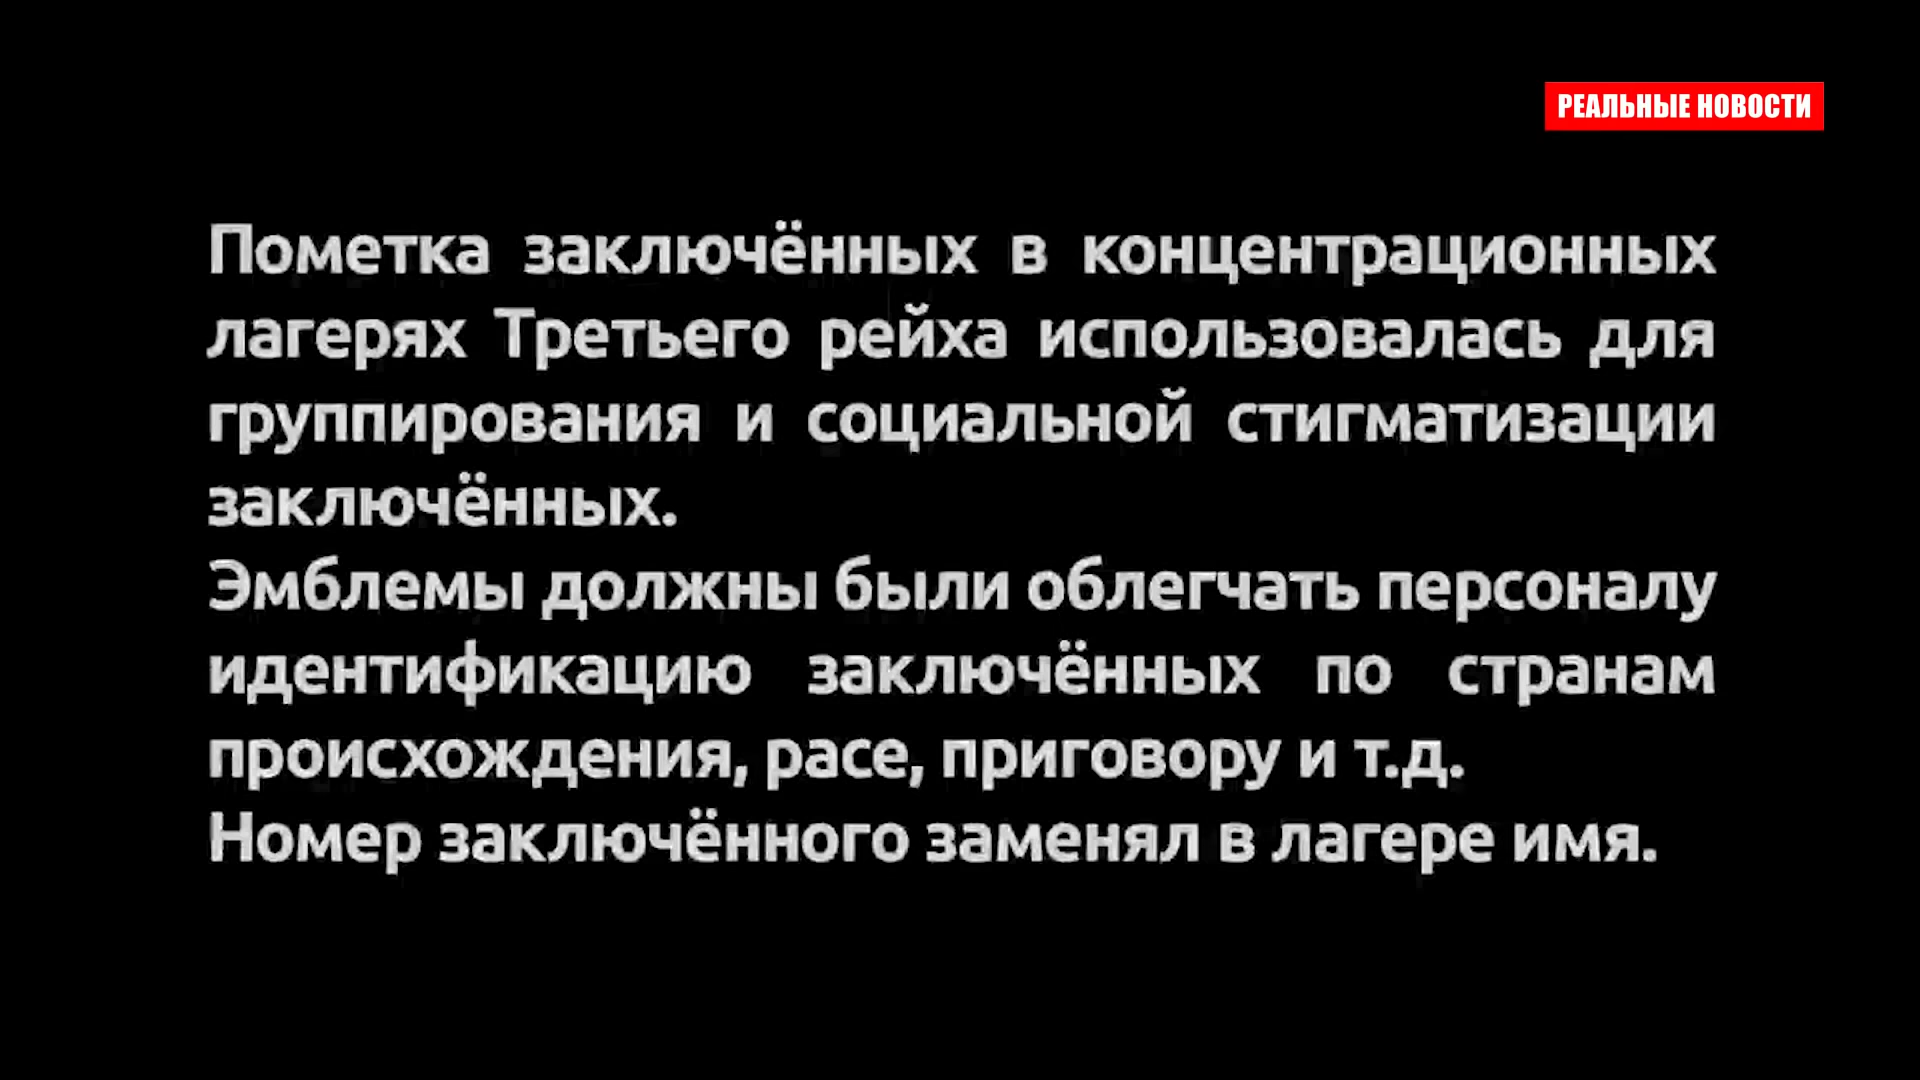 РЕАЛЬНЫЕ НОВОСТИ
Пометка заключённых в концентрационных
лагерях Третьего рейха использовалась для
группирования и социальной стигматизации
заключённых.
Эмблемы должны были облегчать персоналу
идентификацию заключённых по странам
происхождения, расе, приговору и т.д.
Номер заключённого заменял в лагере имя.